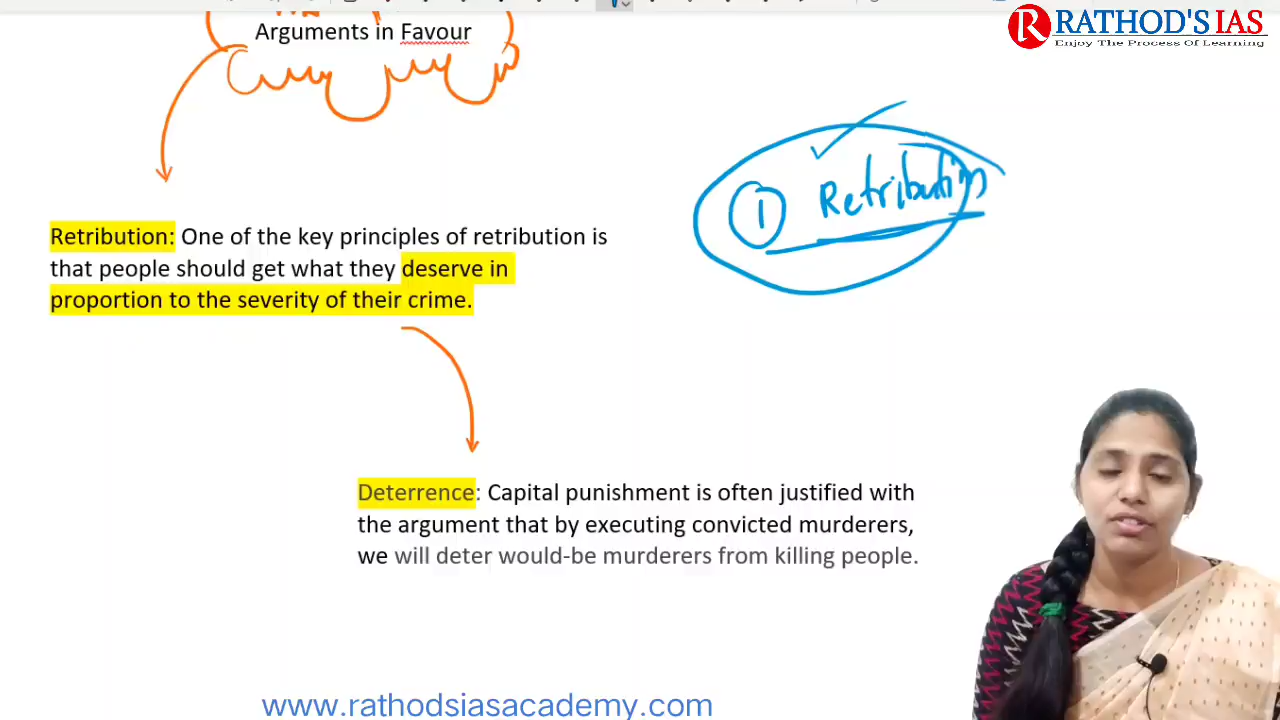 Arguments in Favour
RATHOD'S IAS
Enjoy The Process Of Learning
1 Retribution
Retribution: One of the key principles of retribution is
that people should get what they deserve in
proportion to the severity of their crime.
Deterrence: Capital punishment is often justified with
the argument that by executing convicted murderers,
we will deter would-be murderers from killing people.
www.rathodsiasacademy.com